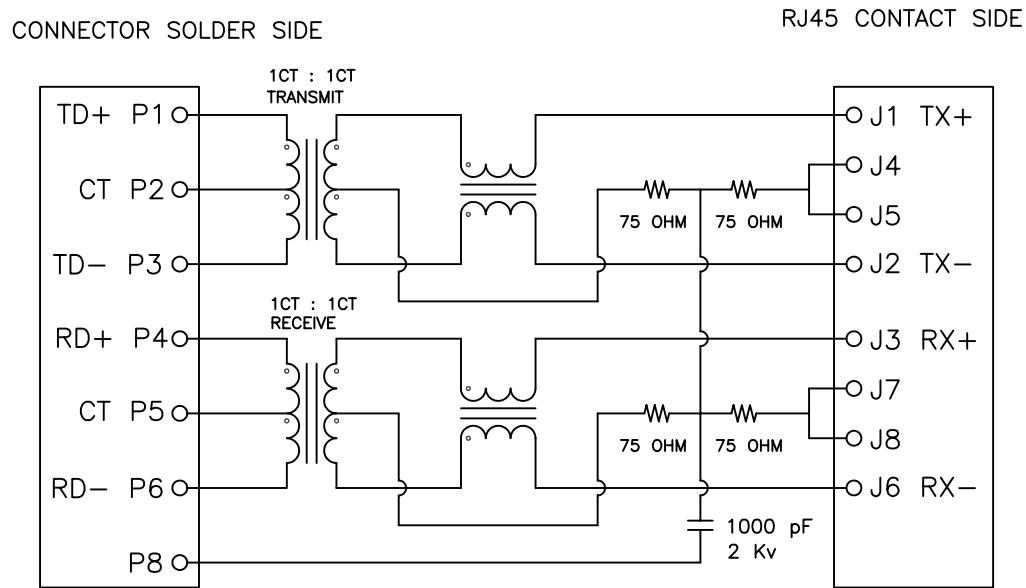 CONNECTOR SOLDER SIDE
RJ45 CONTACT SIDE
1CT : 1CT
TRANSMIT
TD+ P1
CT P2
TD- P3
RD+ P4
CT P5
RD- P6
P8
75 OHM
75 OHM
1CT : 1CT
RECEIVE
75 OHM
75 OHM
1000 pF
2 Kv
J1 TX+
J4
J5
J2 TX-
J3 RX+
J7
J8
J6 RX-